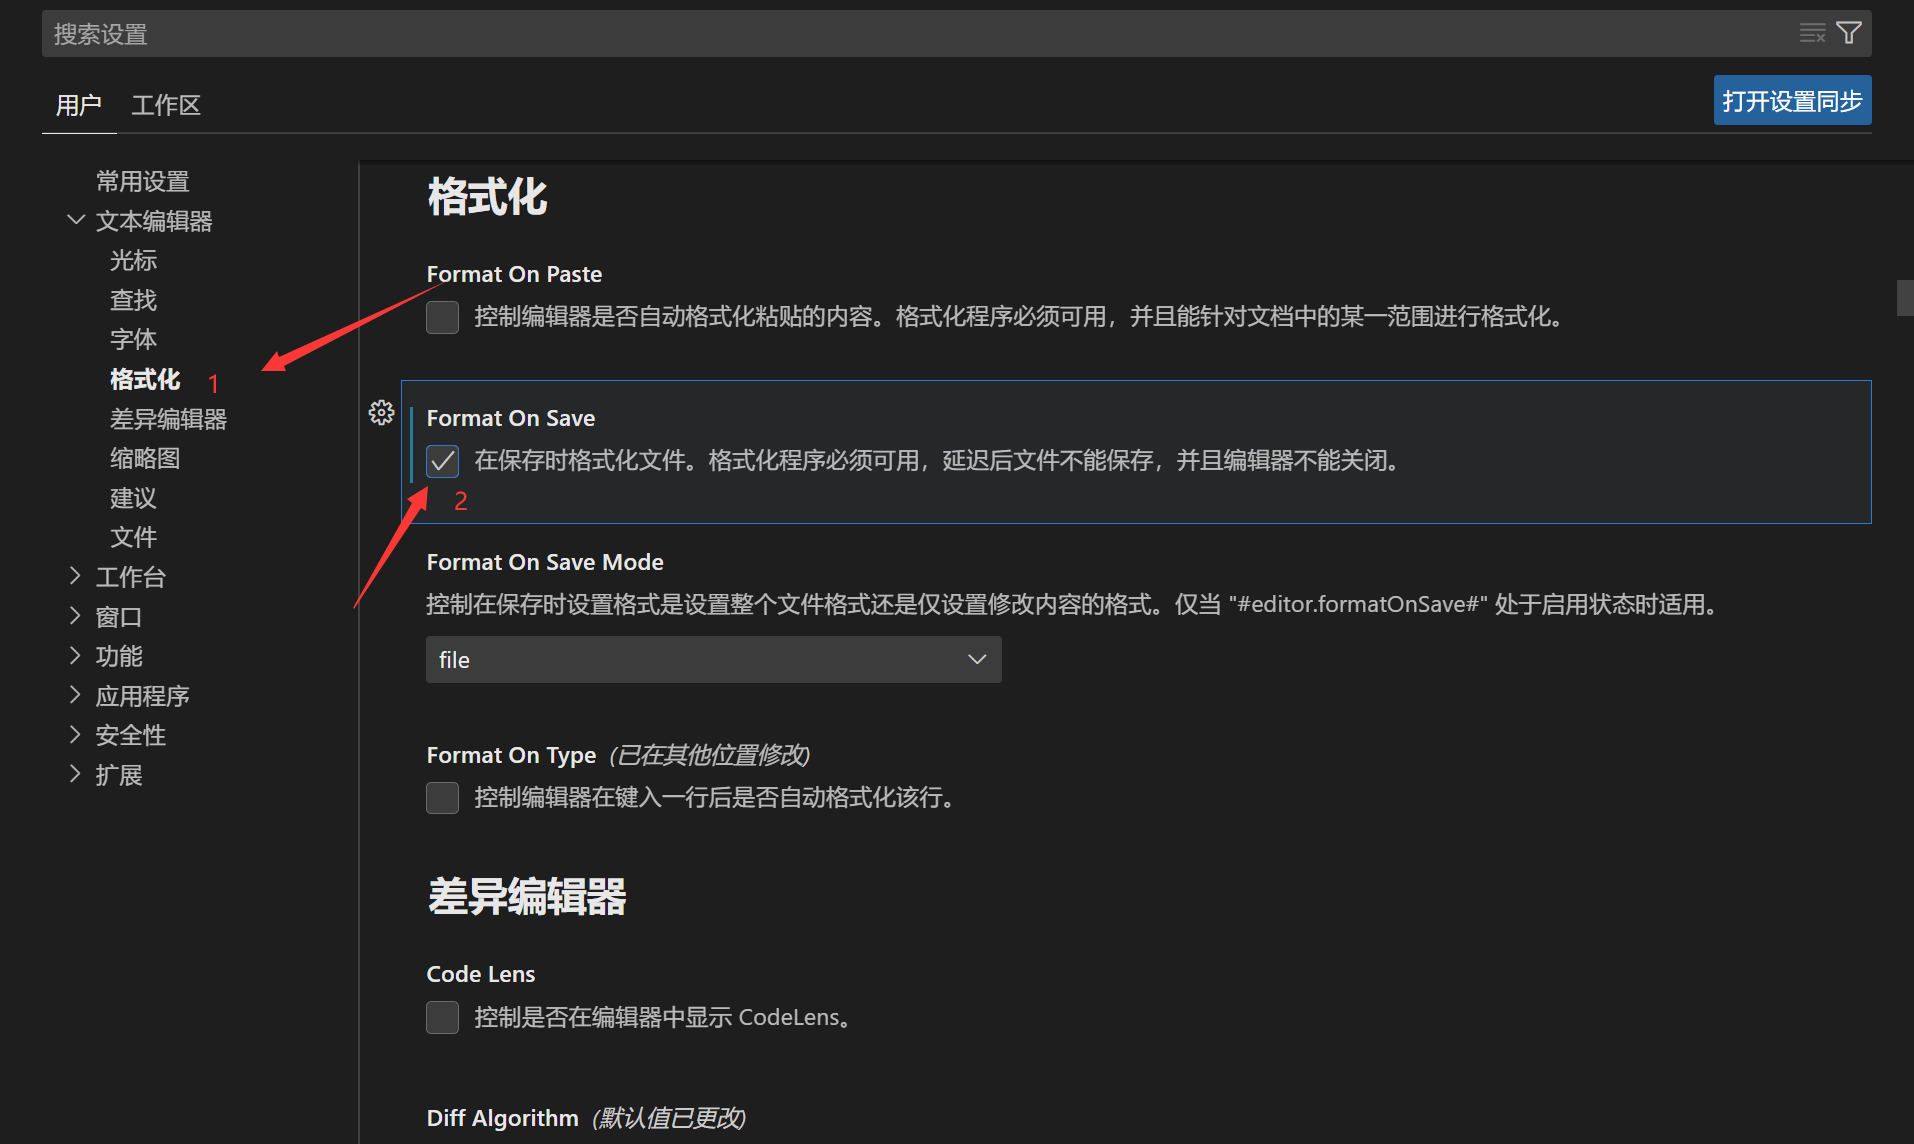 搜索设置
用户 工作区
打开设置同步
常用设置
文本编辑器
光标
查找
字体
格式化 1
差异编辑器
缩略图
建议
文件
工作台
窗口
功能
应用程序
安全性
扩展
格式化
Format On Paste
控制编辑器是否自动格式化粘贴的内容。格式化程序必须可用，并且能针对文档中的某一范围进行格式化。
Format On Save
在保存时格式化文件。格式化程序必须可用，延迟后文件不能保存，并且编辑器不能关闭。
2
Format On Save Mode
控制在保存时设置格式是设置整个文件格式还是仅设置修改内容的格式。仅当 "#editor.formatOnSave#" 处于启用状态时适用。
file
Format On Type (已在其他位置修改)
控制编辑器在键入一行后是否自动格式化该行。
差异编辑器
Code Lens
控制是否在编辑器中显示 CodeLens。
Diff Algorithm (默认值已更改)